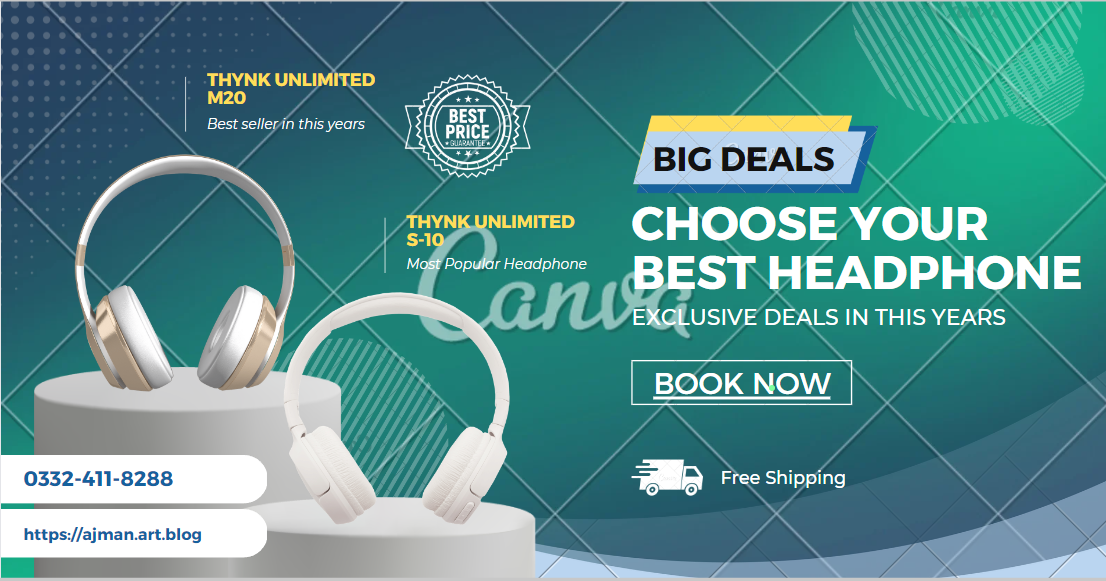 THYNK UNLIMITED
M20
Best seller in this years
BEST
PRICE
GUARANTEE
THYNK UNLIMITED
S-10
Most Popular Headphone
Canva
BIG DEALS
CHOOSE YOUR
BEST HEADPHONE
EXCLUSIVE DEALS IN THIS YEARS
BOOK NOW
Free Shipping
0332-411-8288
https://ajman.art.blog